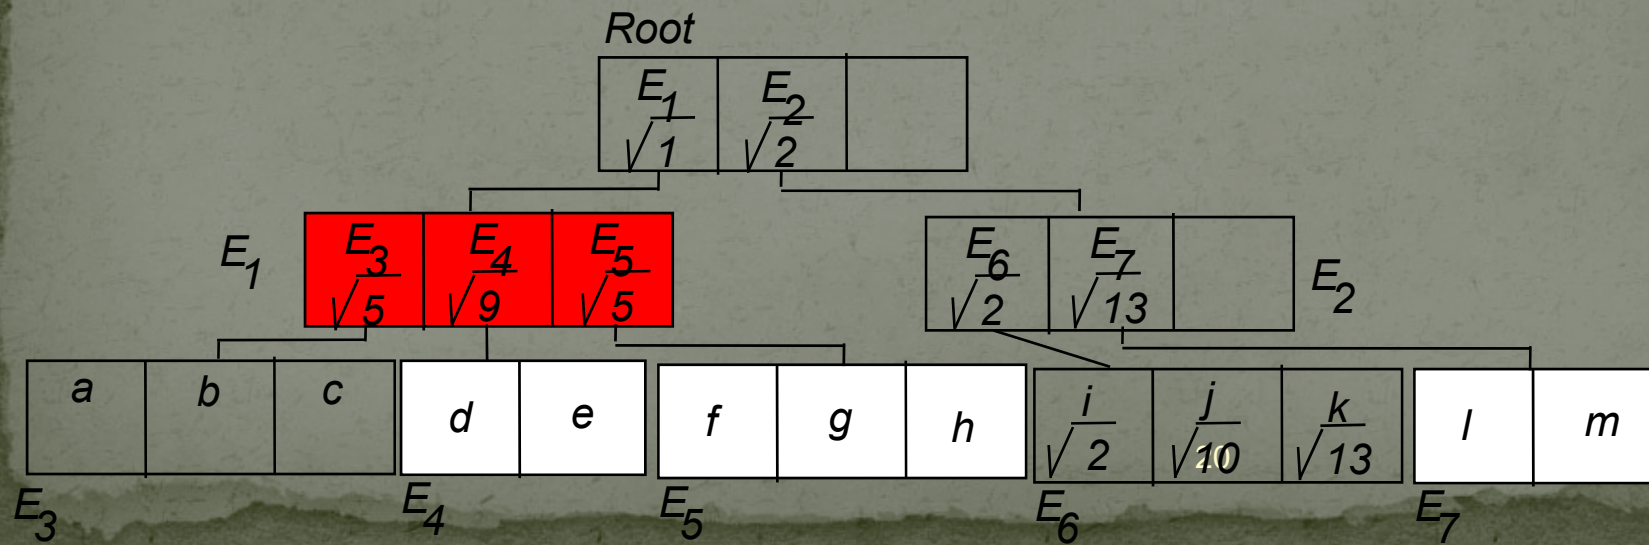 Root
E1 E2
√1 √2
E1
E3 E4 E5
√5 √9 √5
E6 E7
√2 √13
E2
a b c d e f g h i j k l m
√2 √10 √13
20
E3 E4 E5 E6 E7